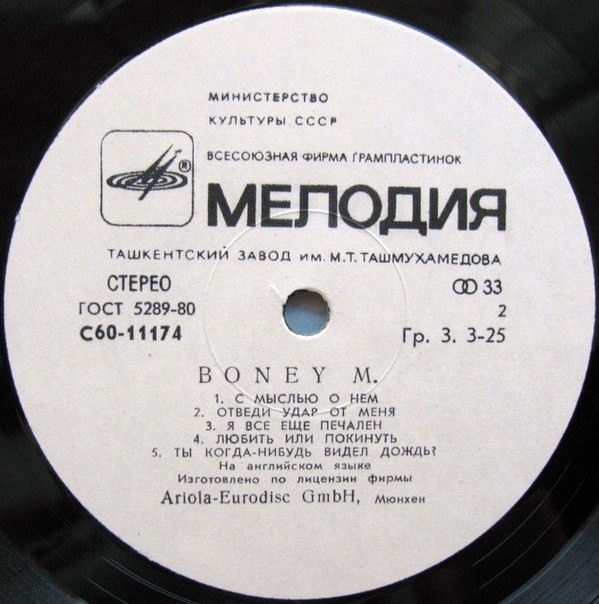 МИНИСТЕРСТВО
КУЛЬТУРЫ СССР
ВСЕСОЮЗНАЯ ФИРМА ГРАМПЛАСТИНОК
®
МЕЛОДИЯ
ТАШКЕНТСКИЙ ЗАВОД ИМ. М.Т. ТАШМУХАМЕДОВА
СТЕРЕО 33
ГОСТ 5289-80 2
С60-11174 Гр. 3. 3-25
BONEY M.
1. С МЫСЛЬЮ О НЕМ
2. ОТВЕДИ УДАР ОТ МЕНЯ
3. Я ВСЕ ЕЩЕ ПЕЧАЛЕН
4. ЛЮБИТЬ ИЛИ ПОКИНУТЬ
5. ТЫ КОГДА-НИБУДЬ ВИДЕЛ ДОЖДЬ?
На английском языке
Изготовлено по лицензии фирмы
Ariola-Eurodisc GmbH, Мюнхен